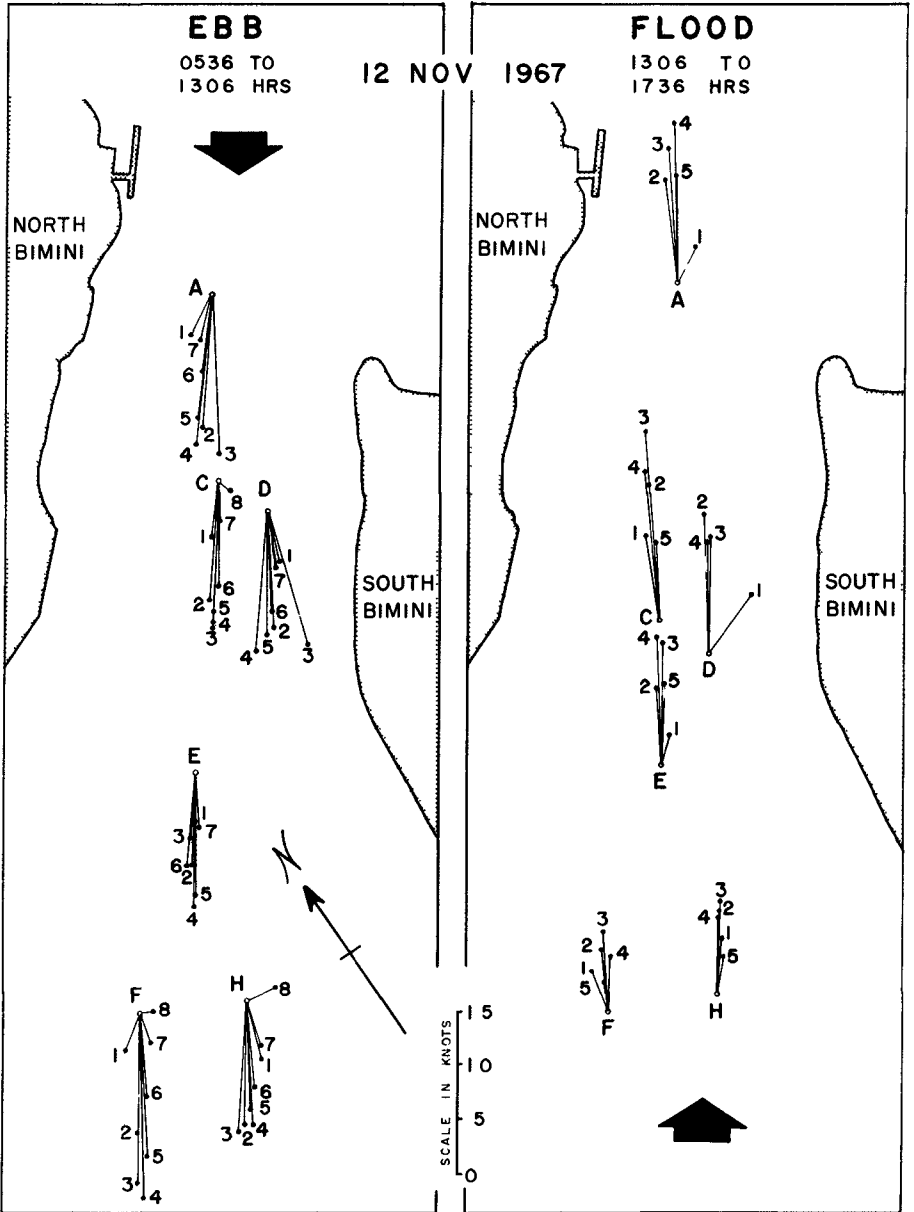 EBB
0536 TO
1306 HRS
12 NOV 1967
FLOOD
1306 TO
1736 HRS
NORTH
BIMINI
A
1
7
6
5
2
4
3
C
8
7
1
6
2
5
4
3
D
1
7
6
2
5
4
3
SOUTH
BIMINI
E
1
3
7
6
2
5
4
N
F
8
7
1
6
2
5
3
4
H
8
7
1
6
5
3
2
4
SCALE IN KNOTS
15
10
5
0
NORTH
BIMINI
4
3
2
5
1
A
3
4
2
1
5
C
2
4
3
1
D
SOUTH
BIMINI
4
3
2
5
1
E
3
2
4
1
5
F
3
2
4
1
5
H